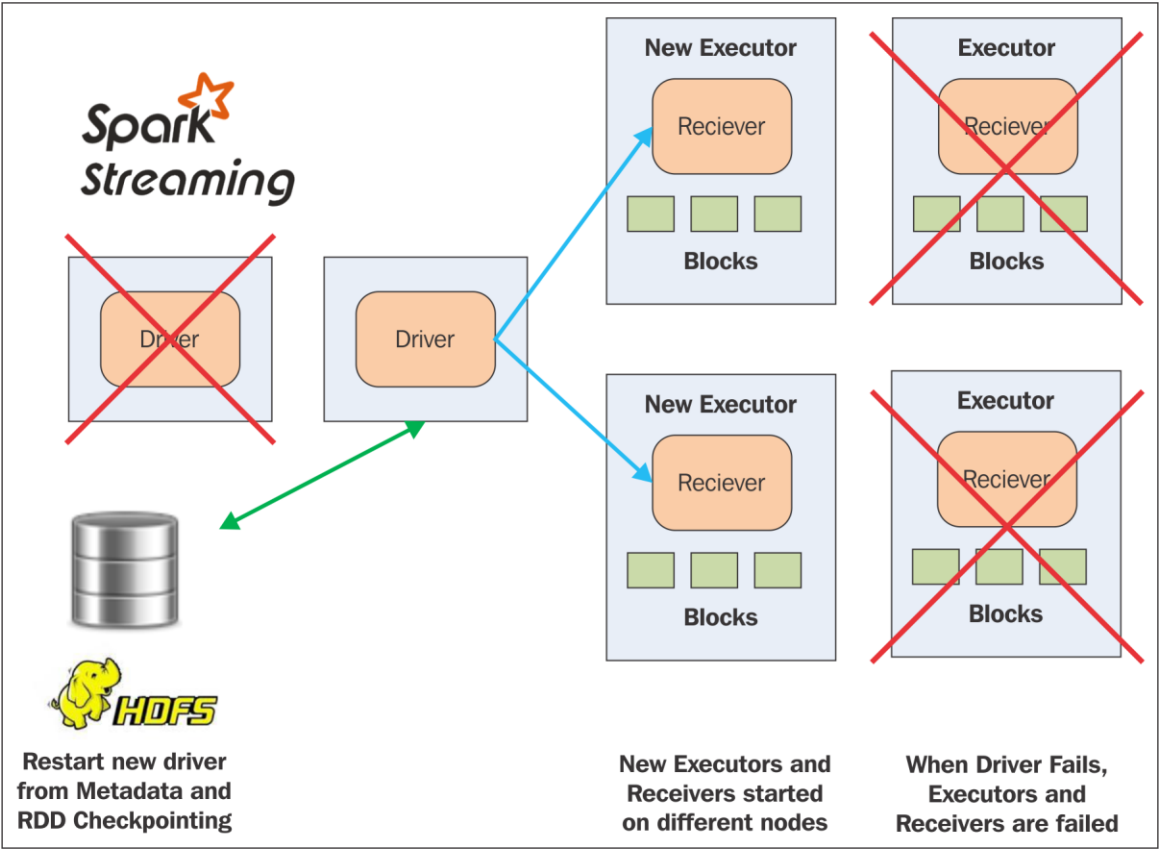 Spark
Streaming
Driver
Driver
New Executor
Reciever
Blocks
Executor
Reciever
Blocks
New Executor
Reciever
Blocks
Executor
Reciever
Blocks
HDFS
Restart new driver
from Metadata and
RDD Checkpointing
New Executors and
Receivers started
on different nodes
When Driver Fails,
Executors and
Receivers are failed